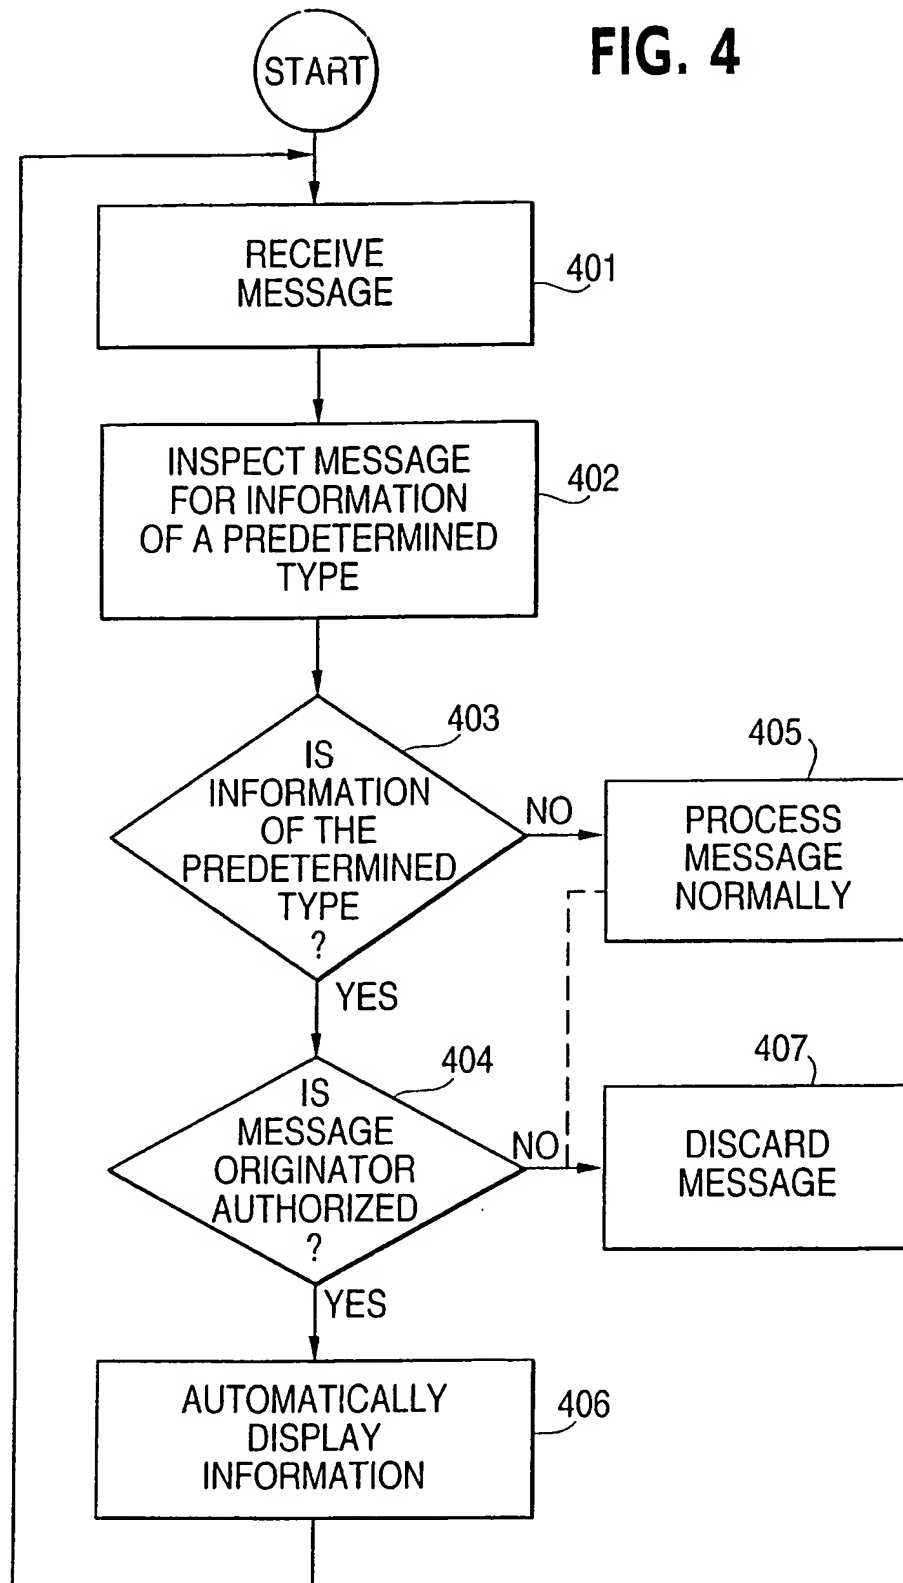 FIG. 4
START
RECEIVE
MESSAGE
401
INSPECT MESSAGE
FOR INFORMATION
OF A PREDETERMINED
TYPE
402
403
IS
INFORMATION
OF THE
PREDETERMINED
TYPE
?
NO
YES
405
PROCESS
MESSAGE
NORMALLY
404
IS
MESSAGE
ORIGINATOR
AUTHORIZED
?
NO
YES
407
DISCARD
MESSAGE
AUTOMATICALLY
DISPLAY
INFORMATION
406